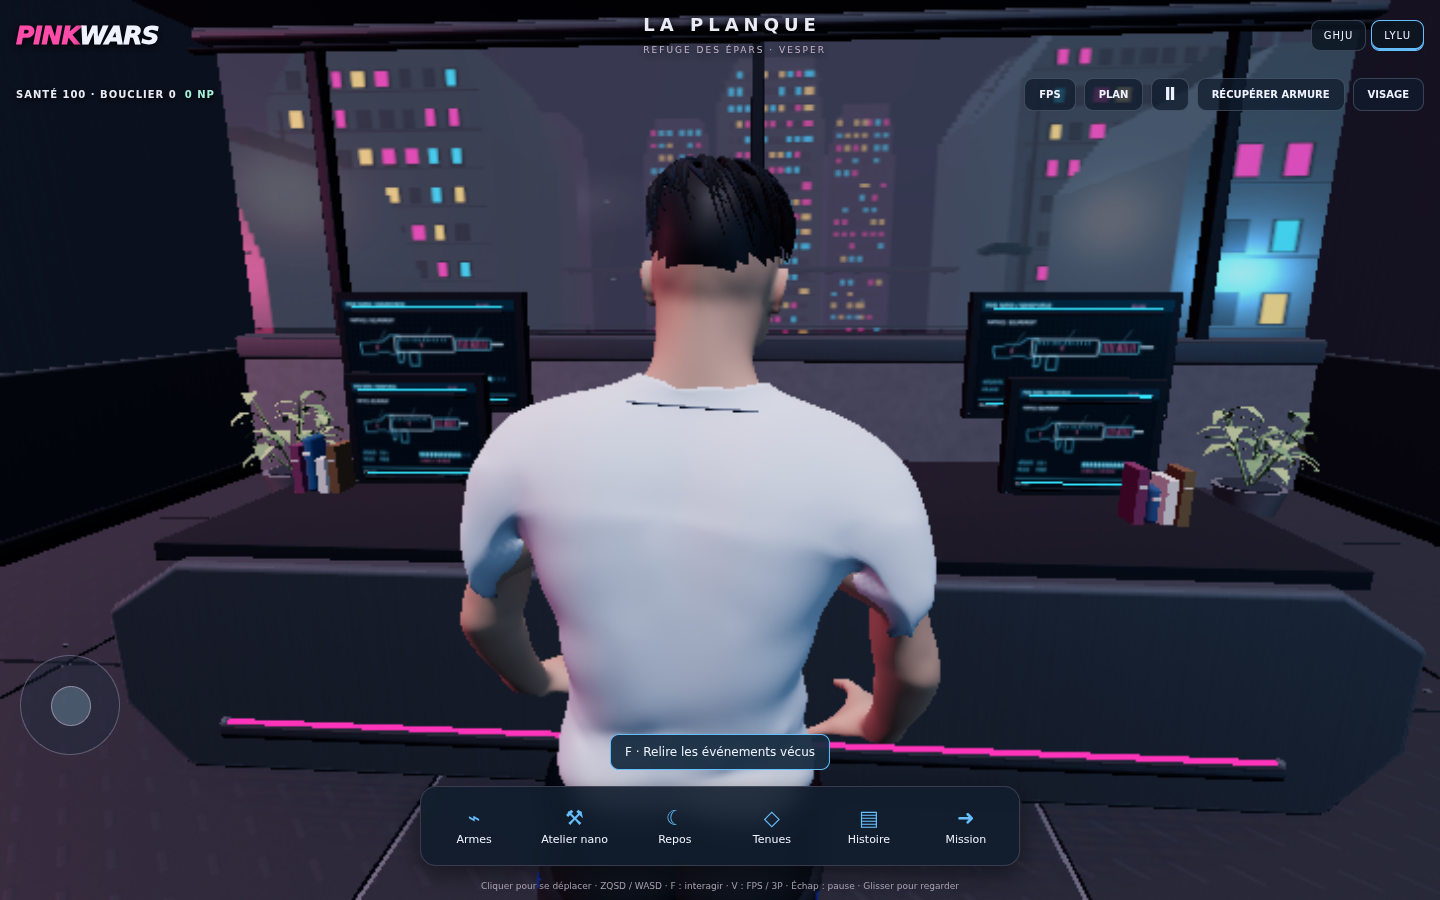 PINKWARS
LA PLANQUE
REFUGE DES ÉPARS · VESPER
GHJU
LYLU
SANTÉ 100 · BOUCLIER 0 0 NP
FPS
PLAN
RÉCUPÉRER ARMURE
VISAGE
F · Relire les événements vécus
Armes
Atelier nano
Repos
Tenues
Histoire
Mission
Cliquer pour se déplacer · ZQSD / WASD · F : interagir · V : FPS / 3P · Échap : pause · Glisser pour regarder